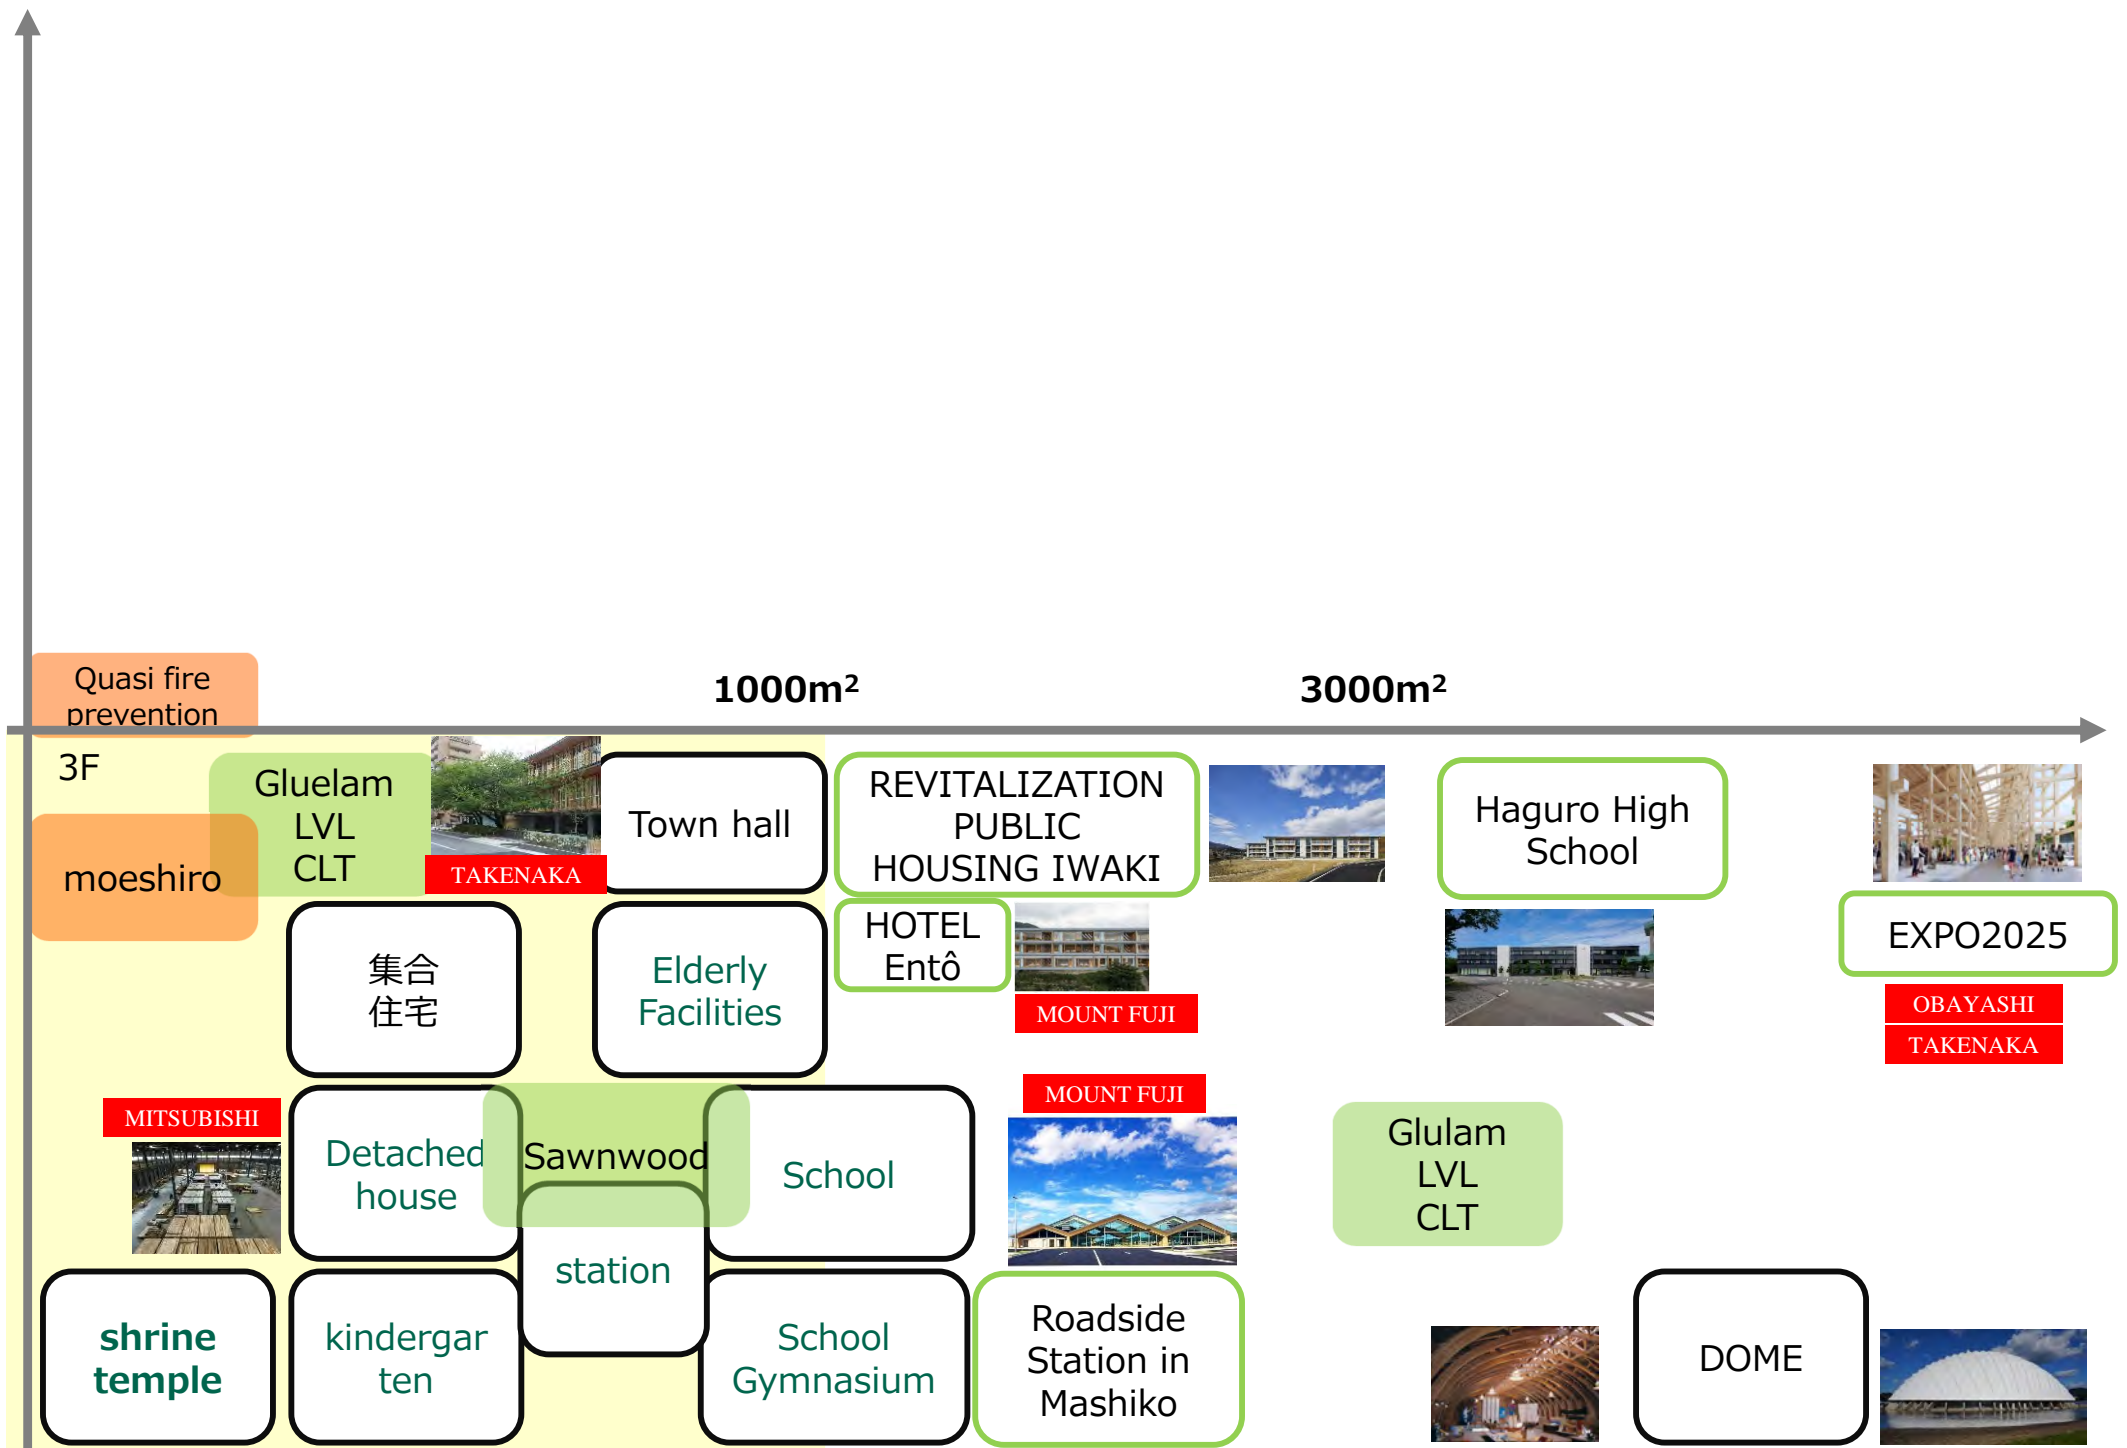 Quasi fire
prevention
1000m²
3000m²
3F
Gluelam
LVL
CLT
moeshiro
TAKENAKA
Town hall
REVITALIZATION
PUBLIC
HOUSING IWAKI
Haguro High
School
集合
住宅
Elderly
Facilities
HOTEL
Entô
MOUNT FUJI
EXPO2025
OBAYASHI
TAKENAKA
MITSUBISHI
Detached
house
Sawnwood
School
MOUNT FUJI
Glulam
LVL
CLT
station
shrine
temple
kindergar
ten
School
Gymnasium
Roadside
Station in
Mashiko
DOME